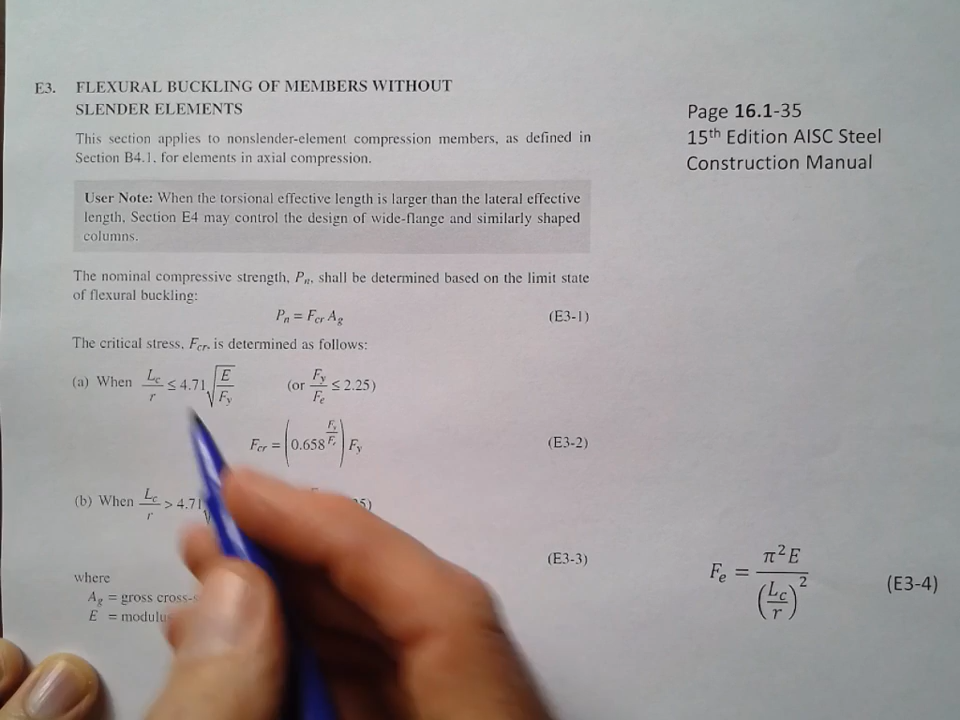 E3. FLEXURAL BUCKLING OF MEMBERS WITHOUT
SLENDER ELEMENTS
This section applies to nonslender-element compression members, as defined in
Section B4.1, for elements in axial compression.
User Note: When the torsional effective length is larger than the lateral effective
length, Section E4 may control the design of wide-flange and similarly shaped
columns.
The nominal compressive strength, Pn, shall be determined based on the limit state
of flexural buckling:
Pn = Fcr Ag (E3-1)
The critical stress, Fcr, is determined as follows:
(a) When Lc/r ≤ 4.71√(E/Fy) (or Fy/Fe ≤ 2.25)
Fcr = (0.658^(Fy/Fe)) Fy (E3-2)
(b) When Lc/r > 4.71√
(E3-3)
where
Ag = gross
E =
Page 16.1-35
15th Edition AISC Steel
Construction Manual
Fe = π²E/(Lc/r)² (E3-4)